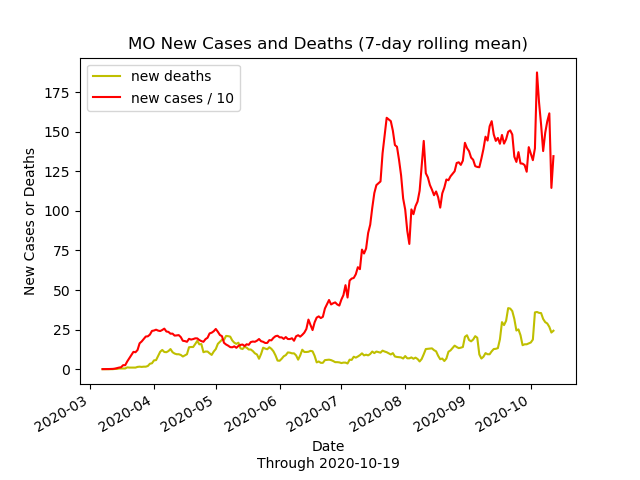 MO New Cases and Deaths (7-day rolling mean)
new deaths
new cases / 10
New Cases or Deaths
175
150
125
100
75
50
25
0
2020-03
2020-04
2020-05
2020-06
2020-07
2020-08
2020-09
2020-10
Date
Through 2020-10-19